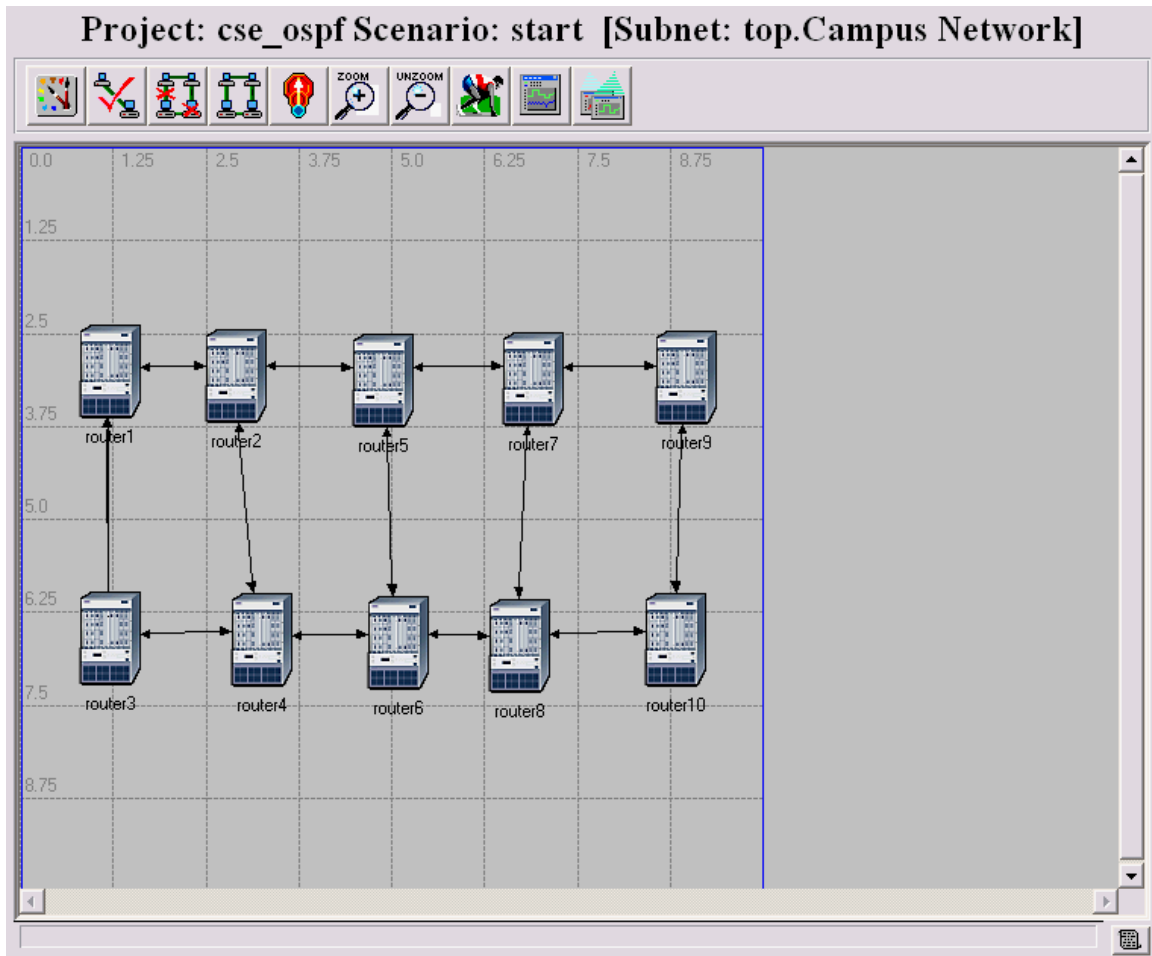 Project: cse_ospf Scenario: start [Subnet: top.Campus Network]
ZOOM UNZOOM
0.0 1.25 2.5 3.75 5.0 6.25 7.5 8.75
1.25
2.5
3.75
router1 router2 router5 router7 router9
5.0
6.25
7.5
router3 router4 router6 router8 router10
8.75